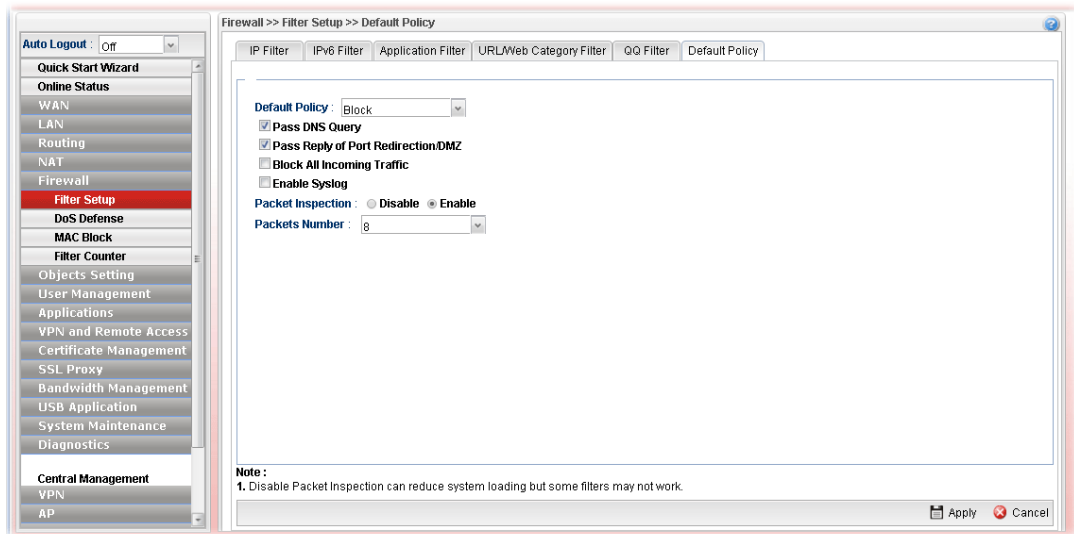 Firewall >> Filter Setup >> Default Policy
Auto Logout : Off
Quick Start Wizard
Online Status
WAN
LAN
Routing
NAT
Firewall
Filter Setup
DoS Defense
MAC Block
Filter Counter
Objects Setting
User Management
Applications
VPN and Remote Access
Certificate Management
SSL Proxy
Bandwidth Management
USB Application
System Maintenance
Diagnostics
Central Management
VPN
AP
IP Filter IPv6 Filter Application Filter URL/Web Category Filter QQ Filter Default Policy
Default Policy : Block
Pass DNS Query
Pass Reply of Port Redirection/DMZ
Block All Incoming Traffic
Enable Syslog
Packet Inspection : Disable Enable
Packets Number : 8
Note :
1. Disable Packet Inspection can reduce system loading but some filters may not work.
Apply Cancel